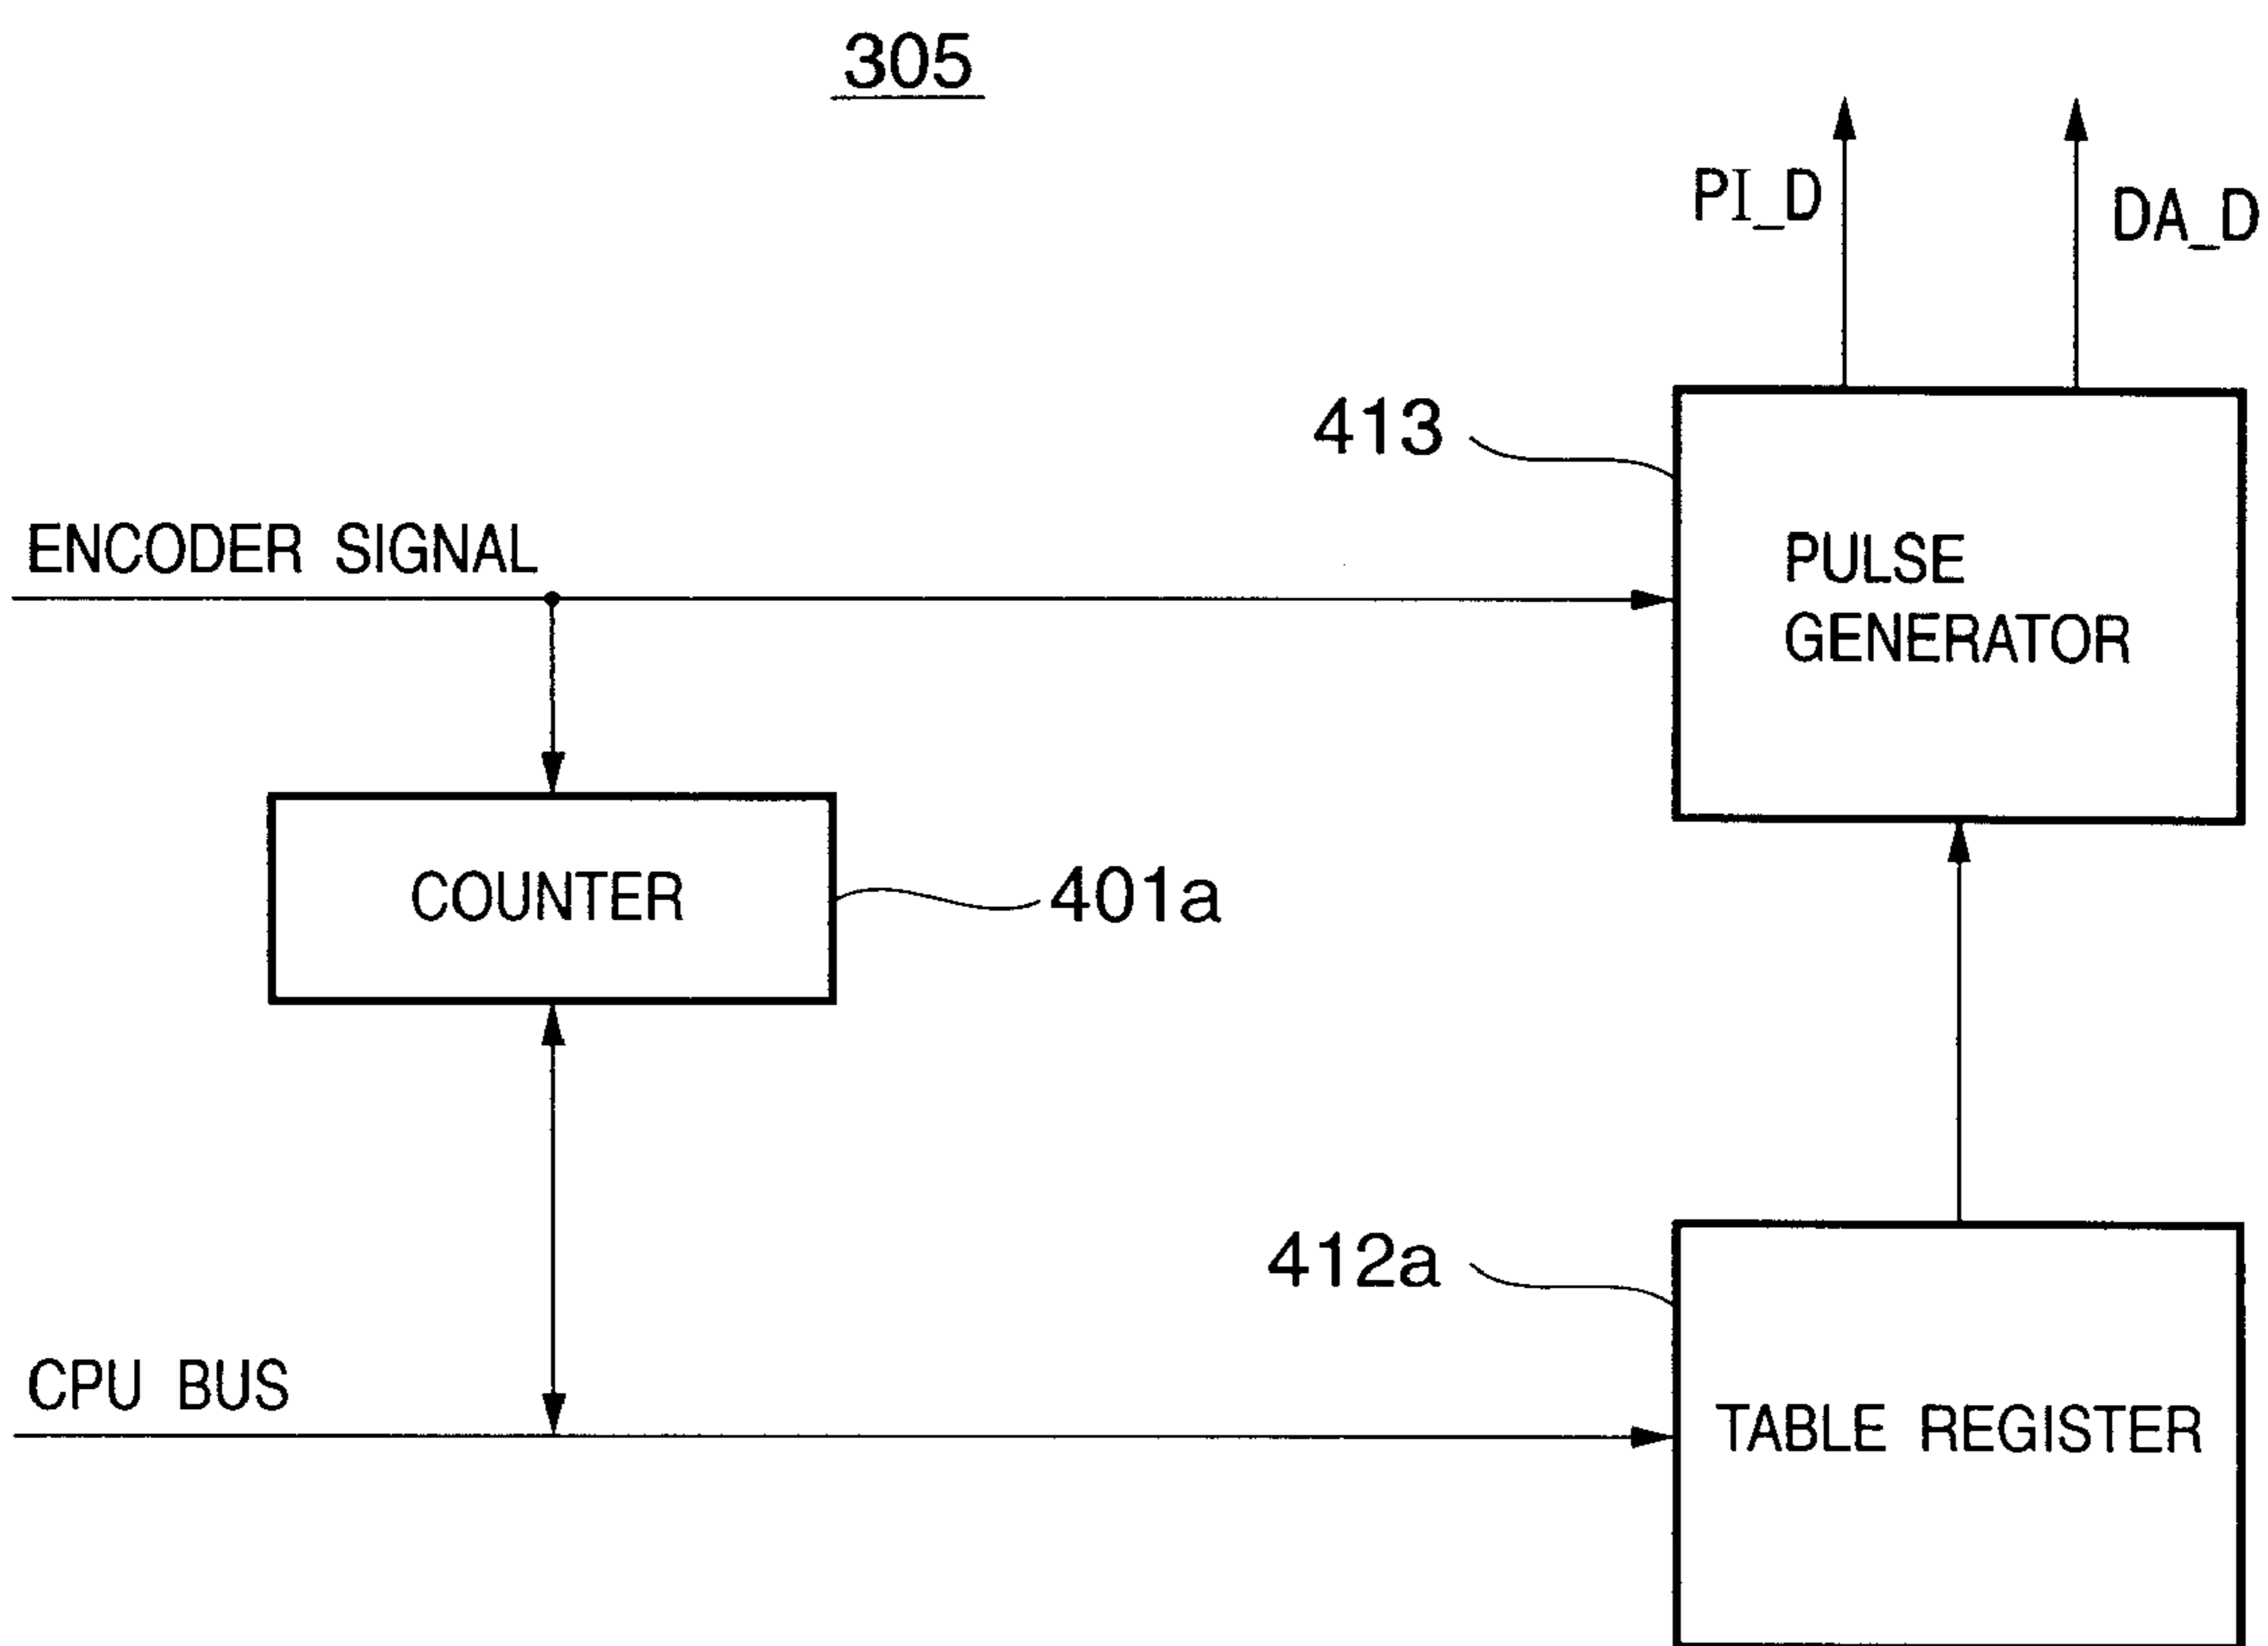 305
PI_D
DA_D
413
ENCODER SIGNAL
PULSE
GENERATOR
COUNTER
401a
412a
CPU BUS
TABLE REGISTER